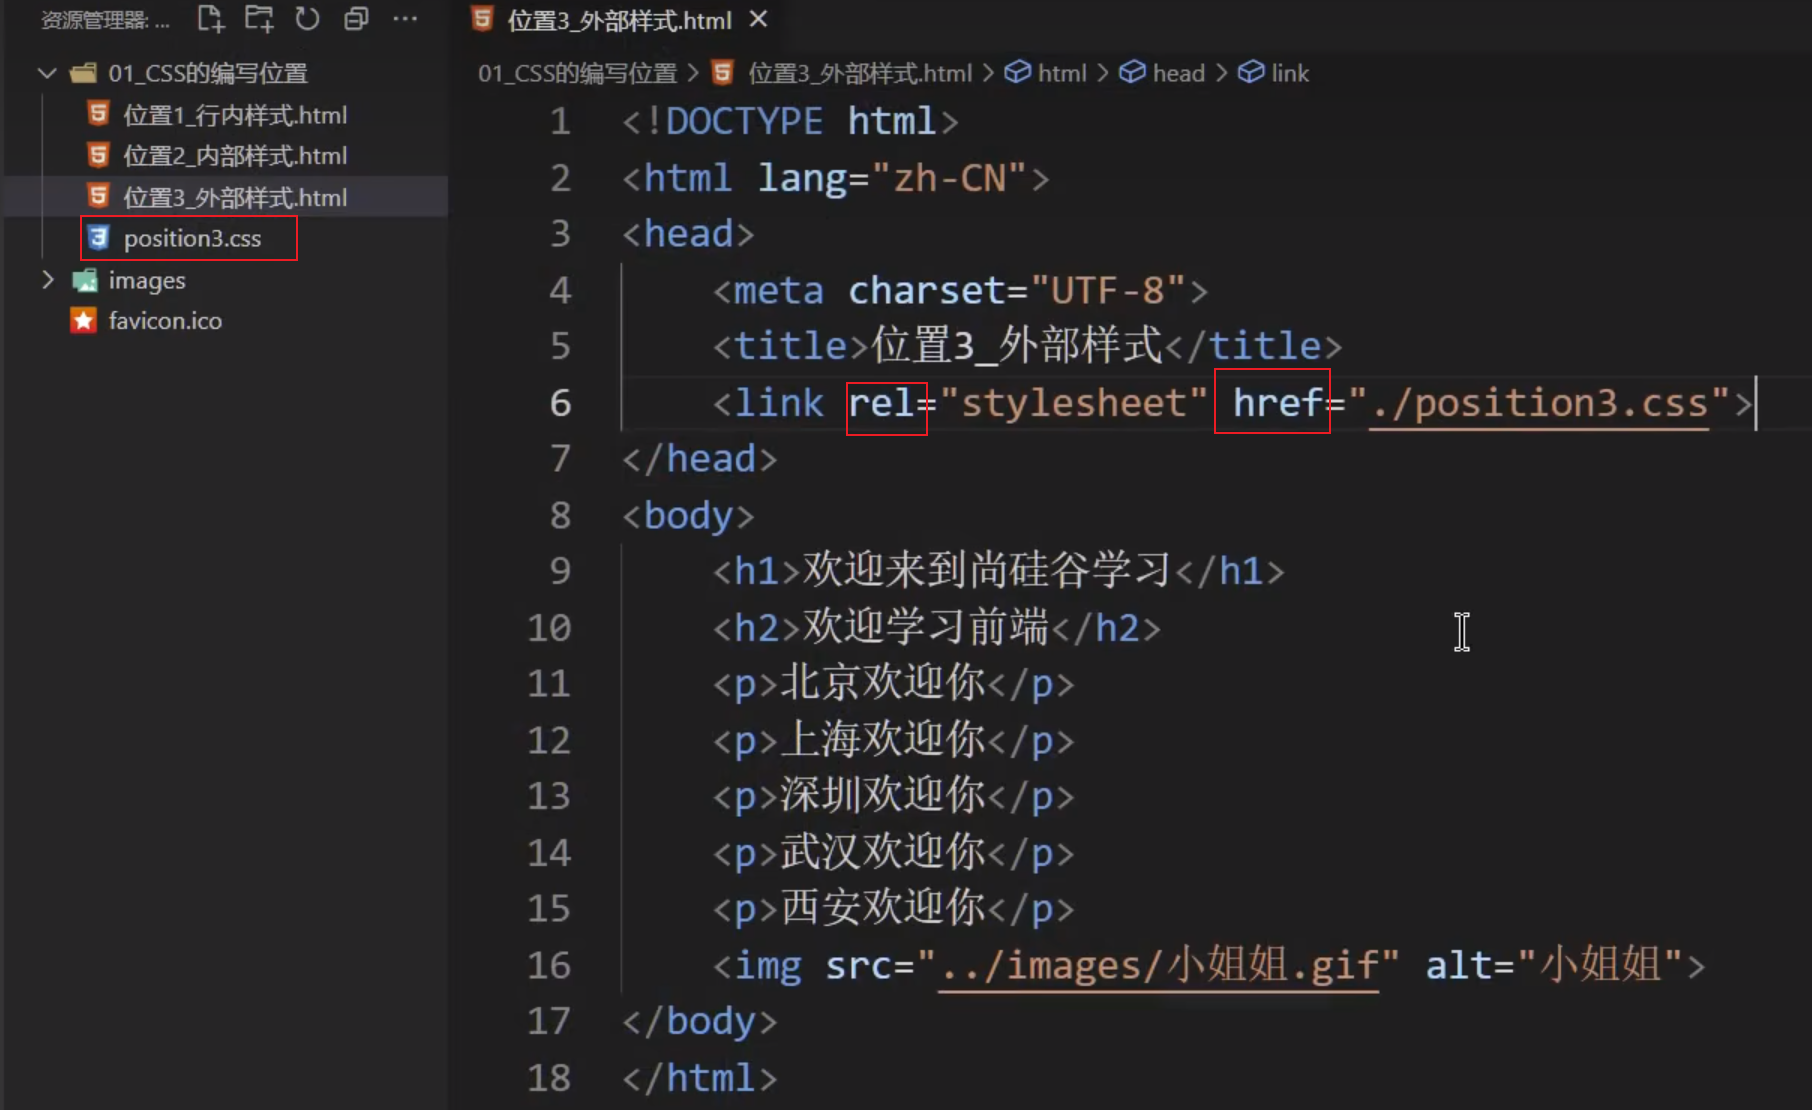 资源管理器: ...
位置3_外部样式.html
01_CSS的编写位置
位置1_行内样式.html
位置2_内部样式.html
位置3_外部样式.html
position3.css
images
favicon.ico
01_CSS的编写位置 > 位置3_外部样式.html > html > head > link
1 <!DOCTYPE html>
2 <html lang="zh-CN">
3 <head>
4 <meta charset="UTF-8">
5 <title>位置3_外部样式</title>
6 <link rel="stylesheet" href="./position3.css">
7 </head>
8 <body>
9 <h1>欢迎来到尚硅谷学习</h1>
10 <h2>欢迎学习前端</h2>
11 <p>北京欢迎你</p>
12 <p>上海欢迎你</p>
13 <p>深圳欢迎你</p>
14 <p>武汉欢迎你</p>
15 <p>西安欢迎你</p>
16 <img src="../images/小姐姐.gif" alt="小姐姐">
17 </body>
18 </html>